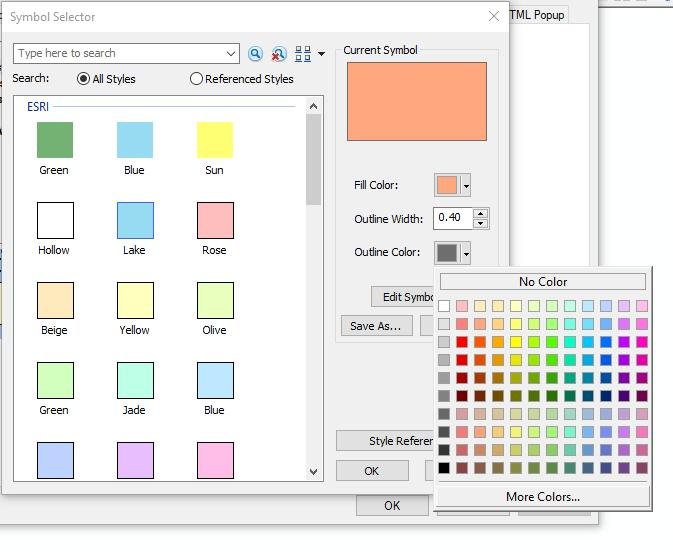 Symbol Selector
TML Popup
Type here to search
Search:
All Styles
Referenced Styles
ESRI
Green
Blue
Sun
Hollow
Lake
Rose
Beige
Yellow
Olive
Green
Jade
Blue
Current Symbol
Fill Color:
Outline Width:
0.40
Outline Color:
No Color
More Colors...
Edit Symbo
Save As...
Style Referen
OK
OK